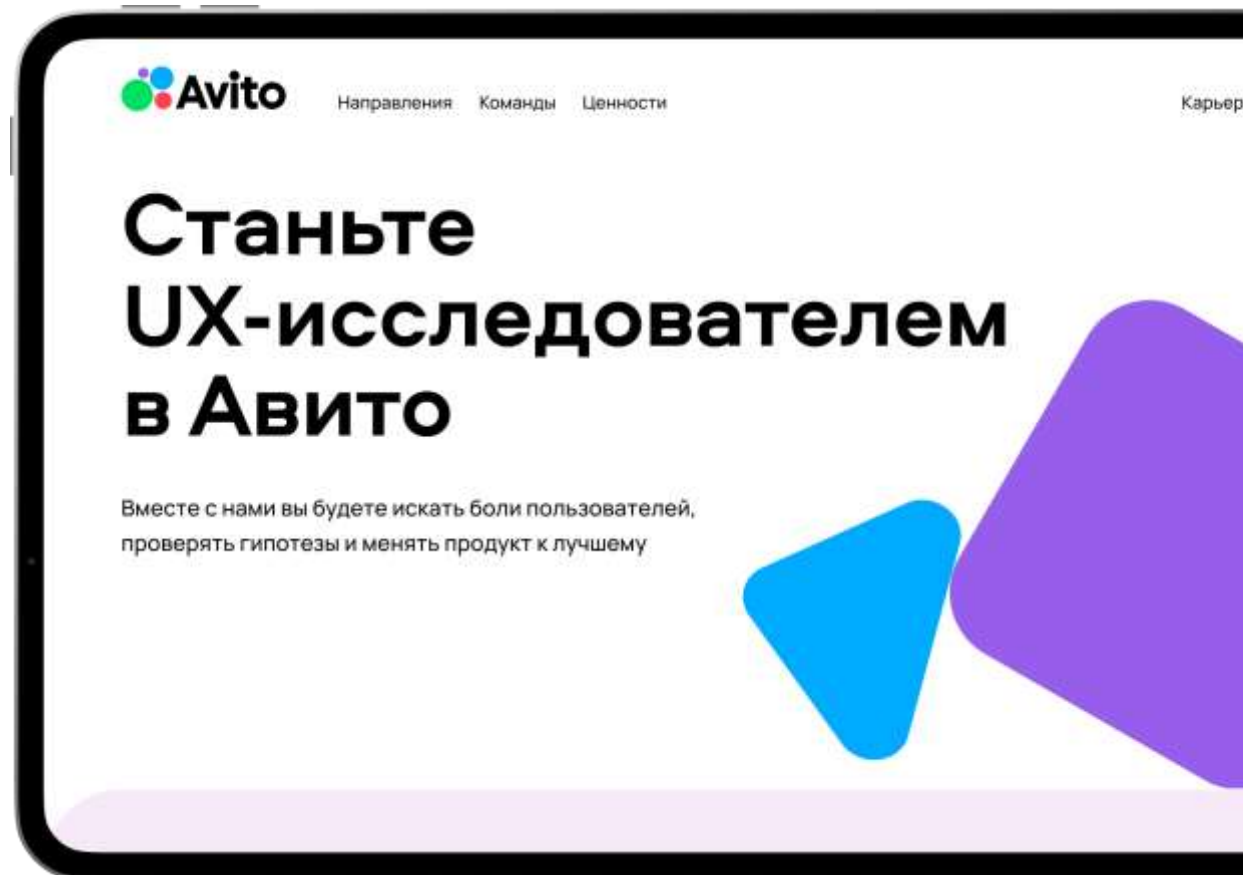 Avito
Направления Команды Ценности
Карьер
Станьте
UX-исследователем
в Авито
Вместе с нами вы будете искать боли пользователей,
проверять гипотезы и менять продукт к лучшему